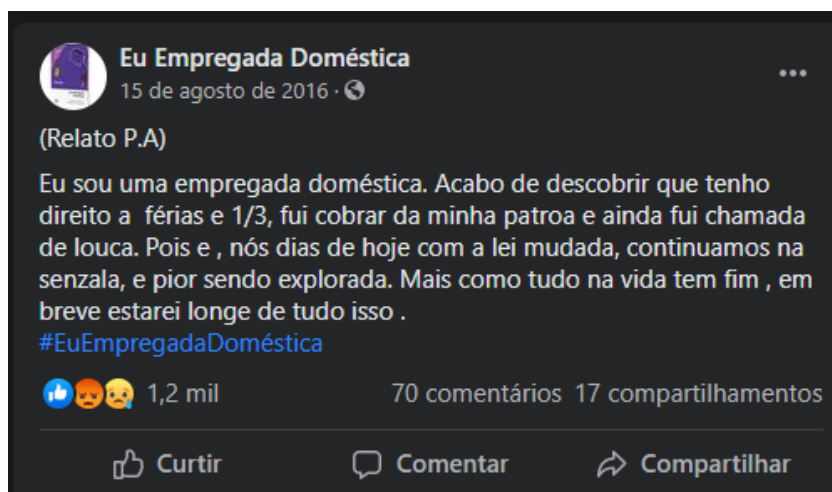 Eu Empregada Doméstica
15 de agosto de 2016 ·
(Relato P.A)
Eu sou uma empregada doméstica. Acabo de descobrir que tenho
direito a férias e 1/3, fui cobrar da minha patroa e ainda fui chamada
de louca. Pois e , nós dias de hoje com a lei mudada, continuamos na
senzala, e pior sendo explorada. Mais como tudo na vida tem fim , em
breve estarei longe de tudo isso .
#EuEmpregadaDoméstica
1,2 mil 70 comentários 17 compartilhamentos
Curtir Comentar Compartilhar